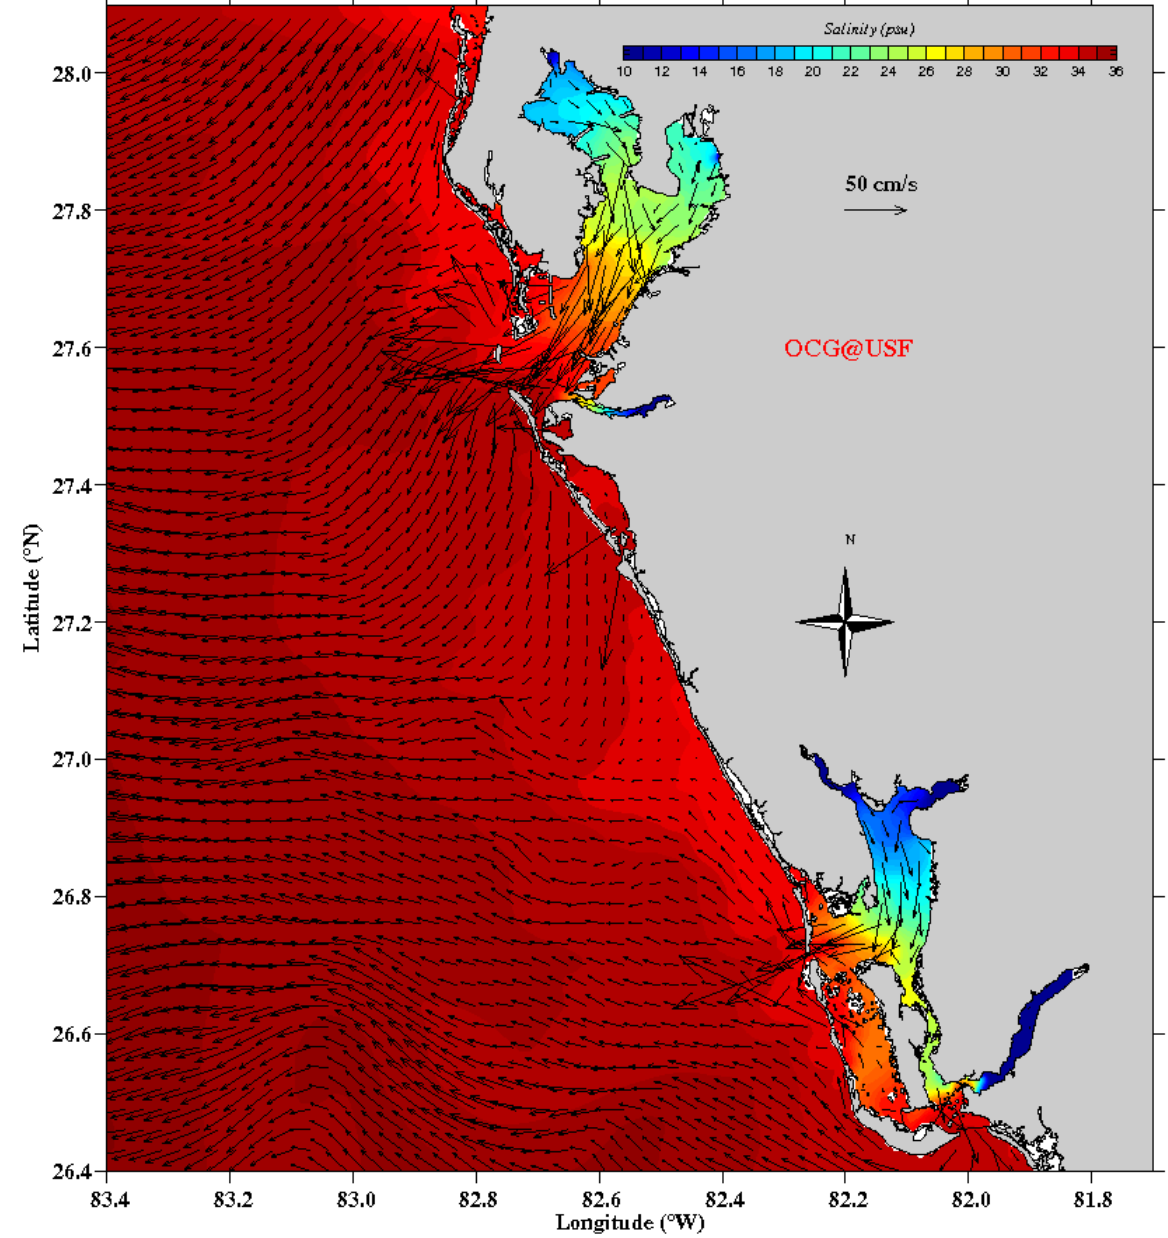 Salinity (psu)
10 12 14 16 18 20 22 24 26 28 30 32 34 36
28.0
50 cm/s
27.8
27.6
OCG@USF
27.4
N
Latitude (°N)
27.2
27.0
26.8
26.6
26.4
83.4 83.2 83.0 82.8 82.6 82.4 82.2 82.0 81.8
Longitude (°W)